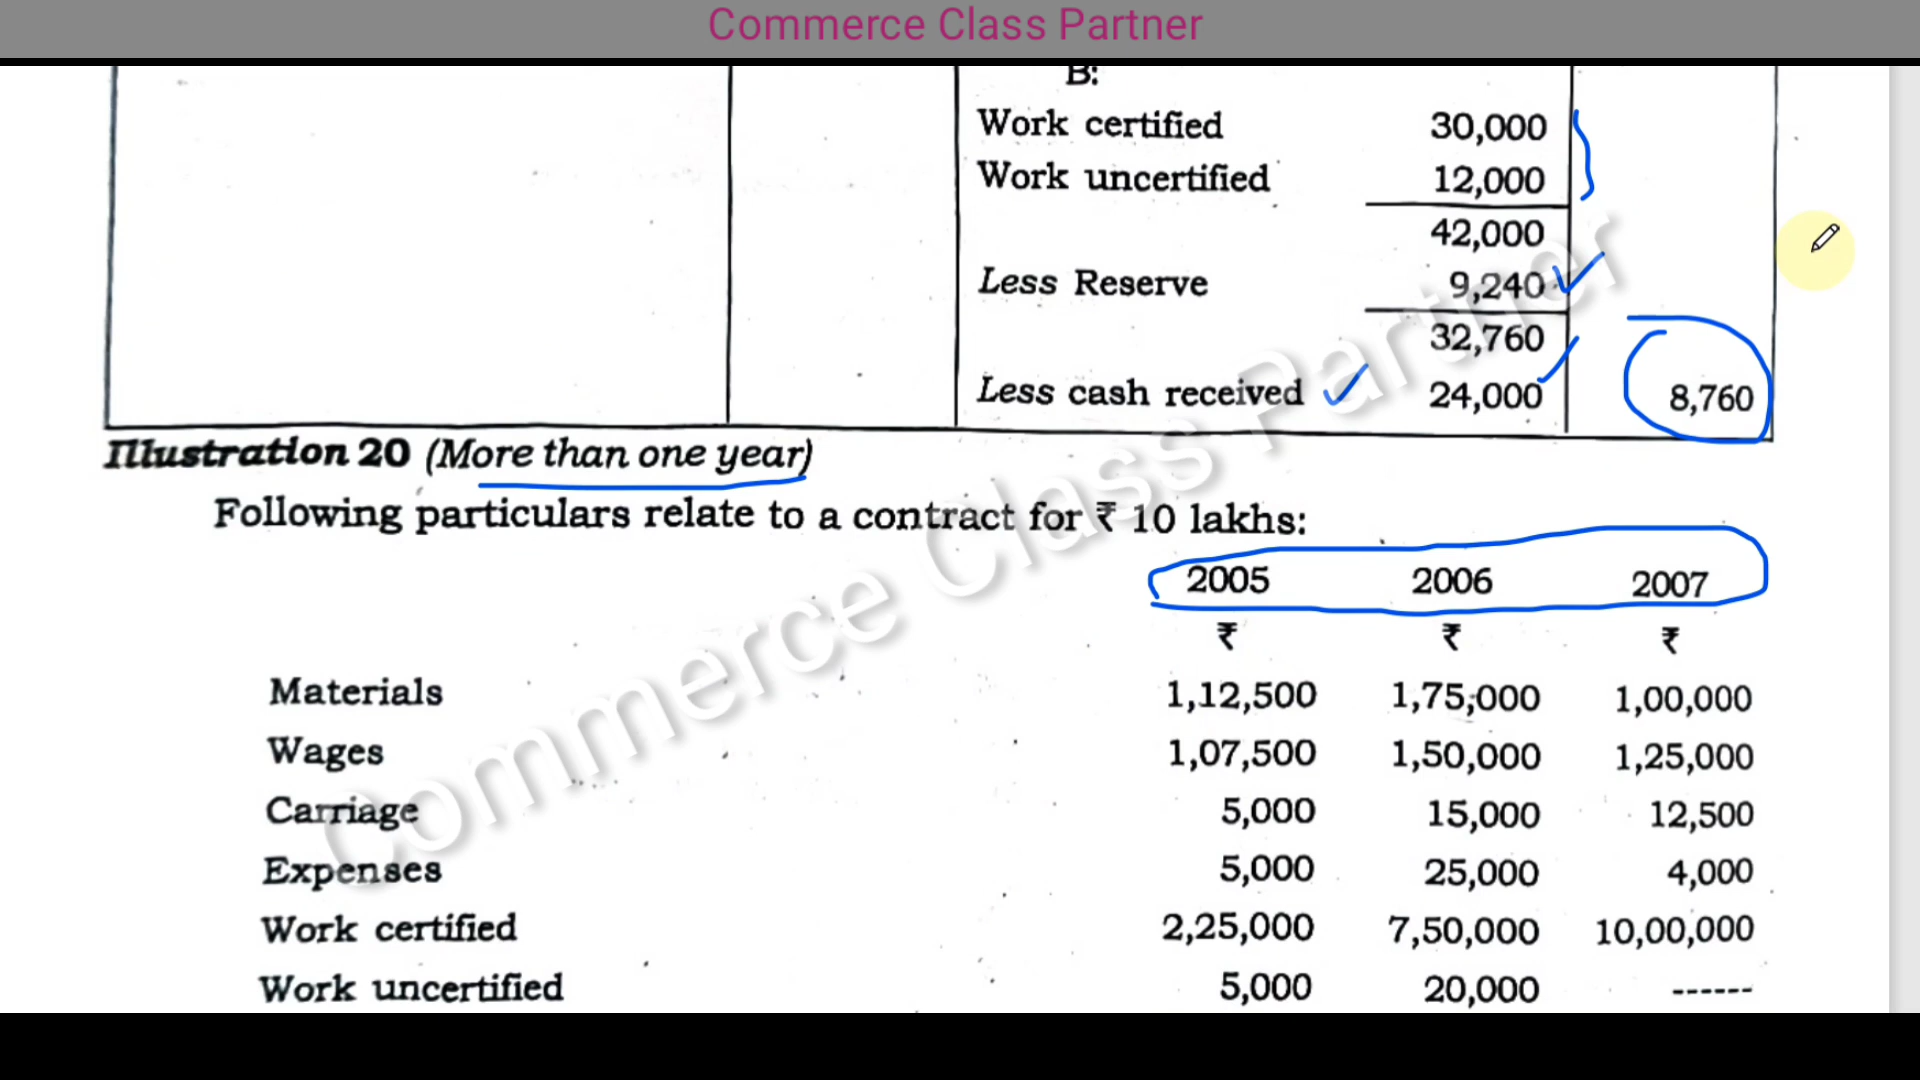 Commerce Class Partner
B:
Work certified 30,000
Work uncertified 12,000
42,000
Less Reserve 9,240
32,760
Less cash received 24,000 8,760
Illustration 20 (More than one year)
Following particulars relate to a contract for ₹ 10 lakhs:
2005 2006 2007
₹ ₹ ₹
Materials 1,12,500 1,75,000 1,00,000
Wages 1,07,500 1,50,000 1,25,000
Carriage 5,000 15,000 12,500
Expenses 5,000 25,000 4,000
Work certified 2,25,000 7,50,000 10,00,000
Work uncertified 5,000 20,000 ------
Commerce Class Partner